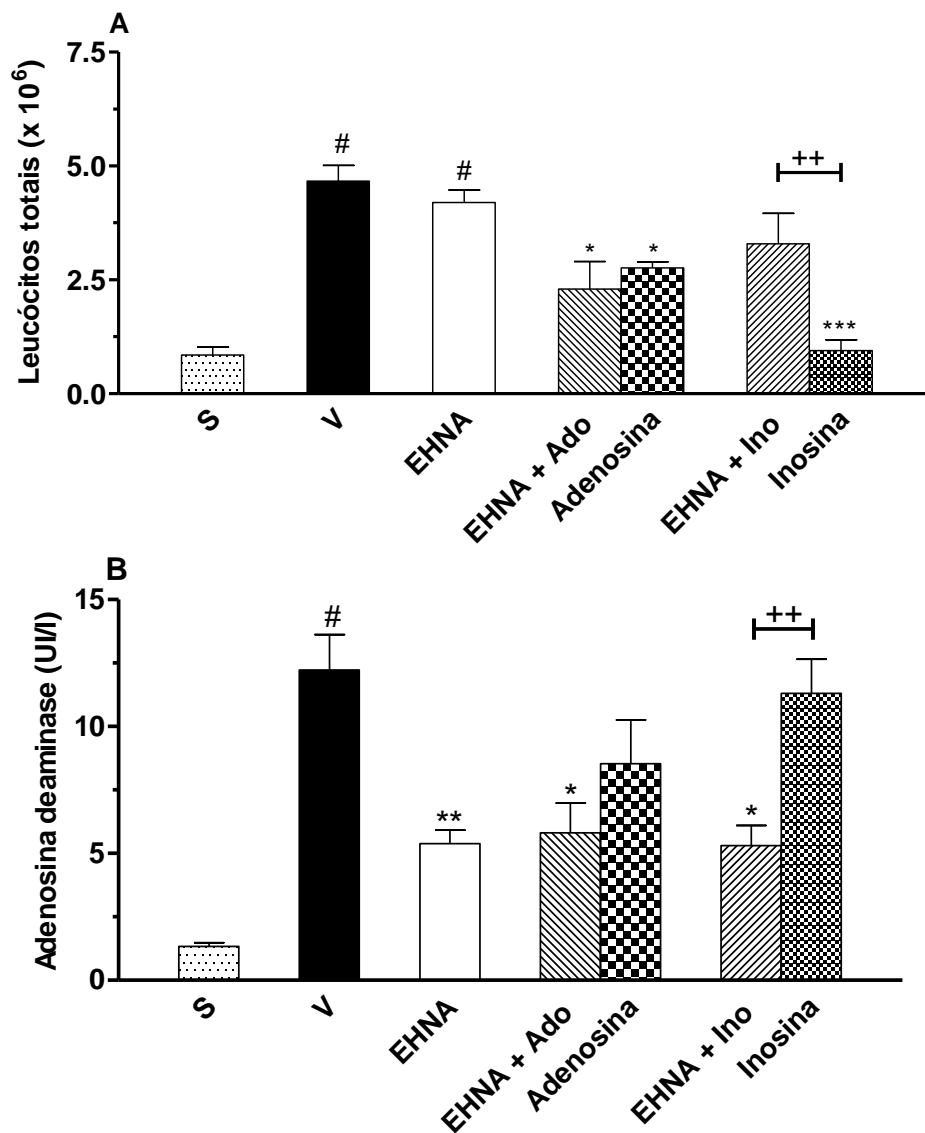 A
Leucócitos totais (x 10⁶)
7.5
5.0
2.5
0.0
#
#
*
*
++
***
S
V
EHNA
EHNA + Ado
Adenosina
EHNA + Ino
Inosina
B
Adenosina deaminase (UI/l)
15
10
5
0
#
**
*
++
*
S
V
EHNA
EHNA + Ado
Adenosina
EHNA + Ino
Inosina